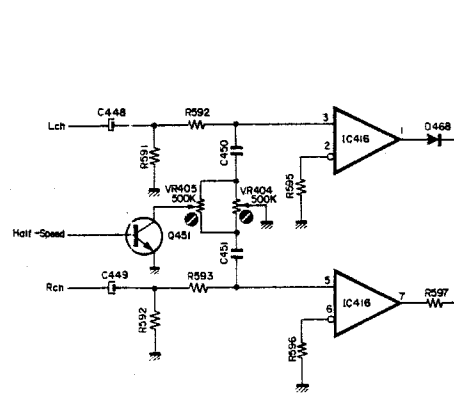 C448
R592
Lch
3
1
D468
IC416
2
R591
C450
R595
VR405
500K
VR404
500K
Half-Speed
Q451
C449
R593
C451
Rch
5
7
R597
IC416
6
R592
R596